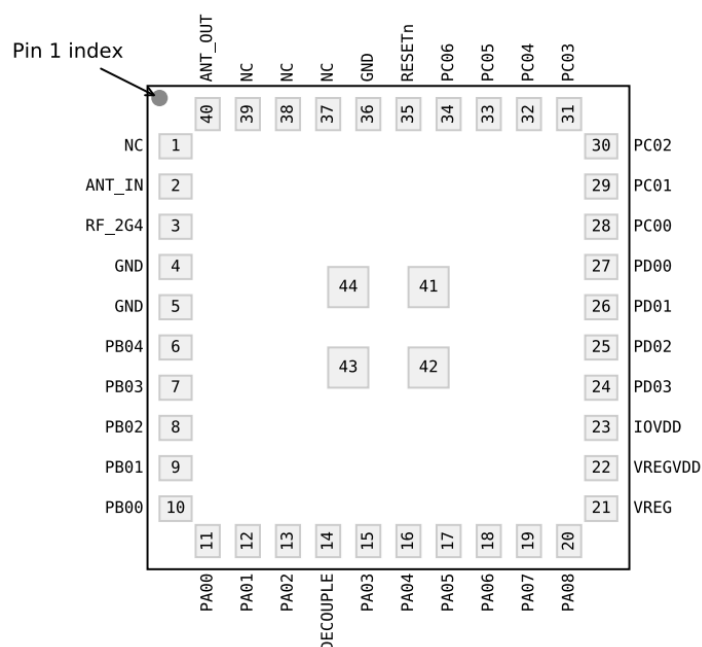 Pin 1 index
ANT_OUT
NC
NC
NC
GND
RESETn
PC06
PC05
PC04
PC03
40
39
38
37
36
35
34
33
32
31
NC 1
ANT_IN 2
RF_2G4 3
GND 4
GND 5
PB04 6
PB03 7
PB02 8
PB01 9
PB00 10
30 PC02
29 PC01
28 PC00
27 PD00
26 PD01
25 PD02
24 PD03
23 IOVDD
22 VREGVDD
21 VREG
44 41
43 42
11
12
13
14
15
16
17
18
19
20
PA00
PA01
PA02
DECOUPLE
PA03
PA04
PA05
PA06
PA07
PA08